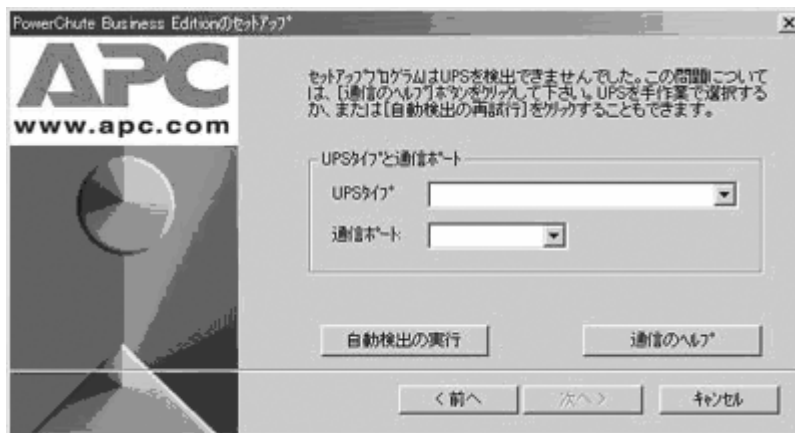 PowerChute Business Editionのｾｯﾄｱｯﾌﾟ
APC
www.apc.com
ｾｯﾄｱｯﾌﾟﾌﾟﾛｸﾞﾗﾑはUPSを検出できませんでした。この問題について
は、[通信のﾍﾙﾌﾟ]ﾎﾞﾀﾝをｸﾘｯｸして下さい。UPSを手作業で選択する
か、または[自動検出の再試行]をｸﾘｯｸすることもできます。
UPSﾀｲﾌﾟと通信ﾎﾟｰﾄ
UPSﾀｲﾌﾟ
通信ﾎﾟｰﾄ:
自動検出の実行
通信のﾍﾙﾌﾟ
< 前へ
次へ >
ｷｬﾝｾﾙ